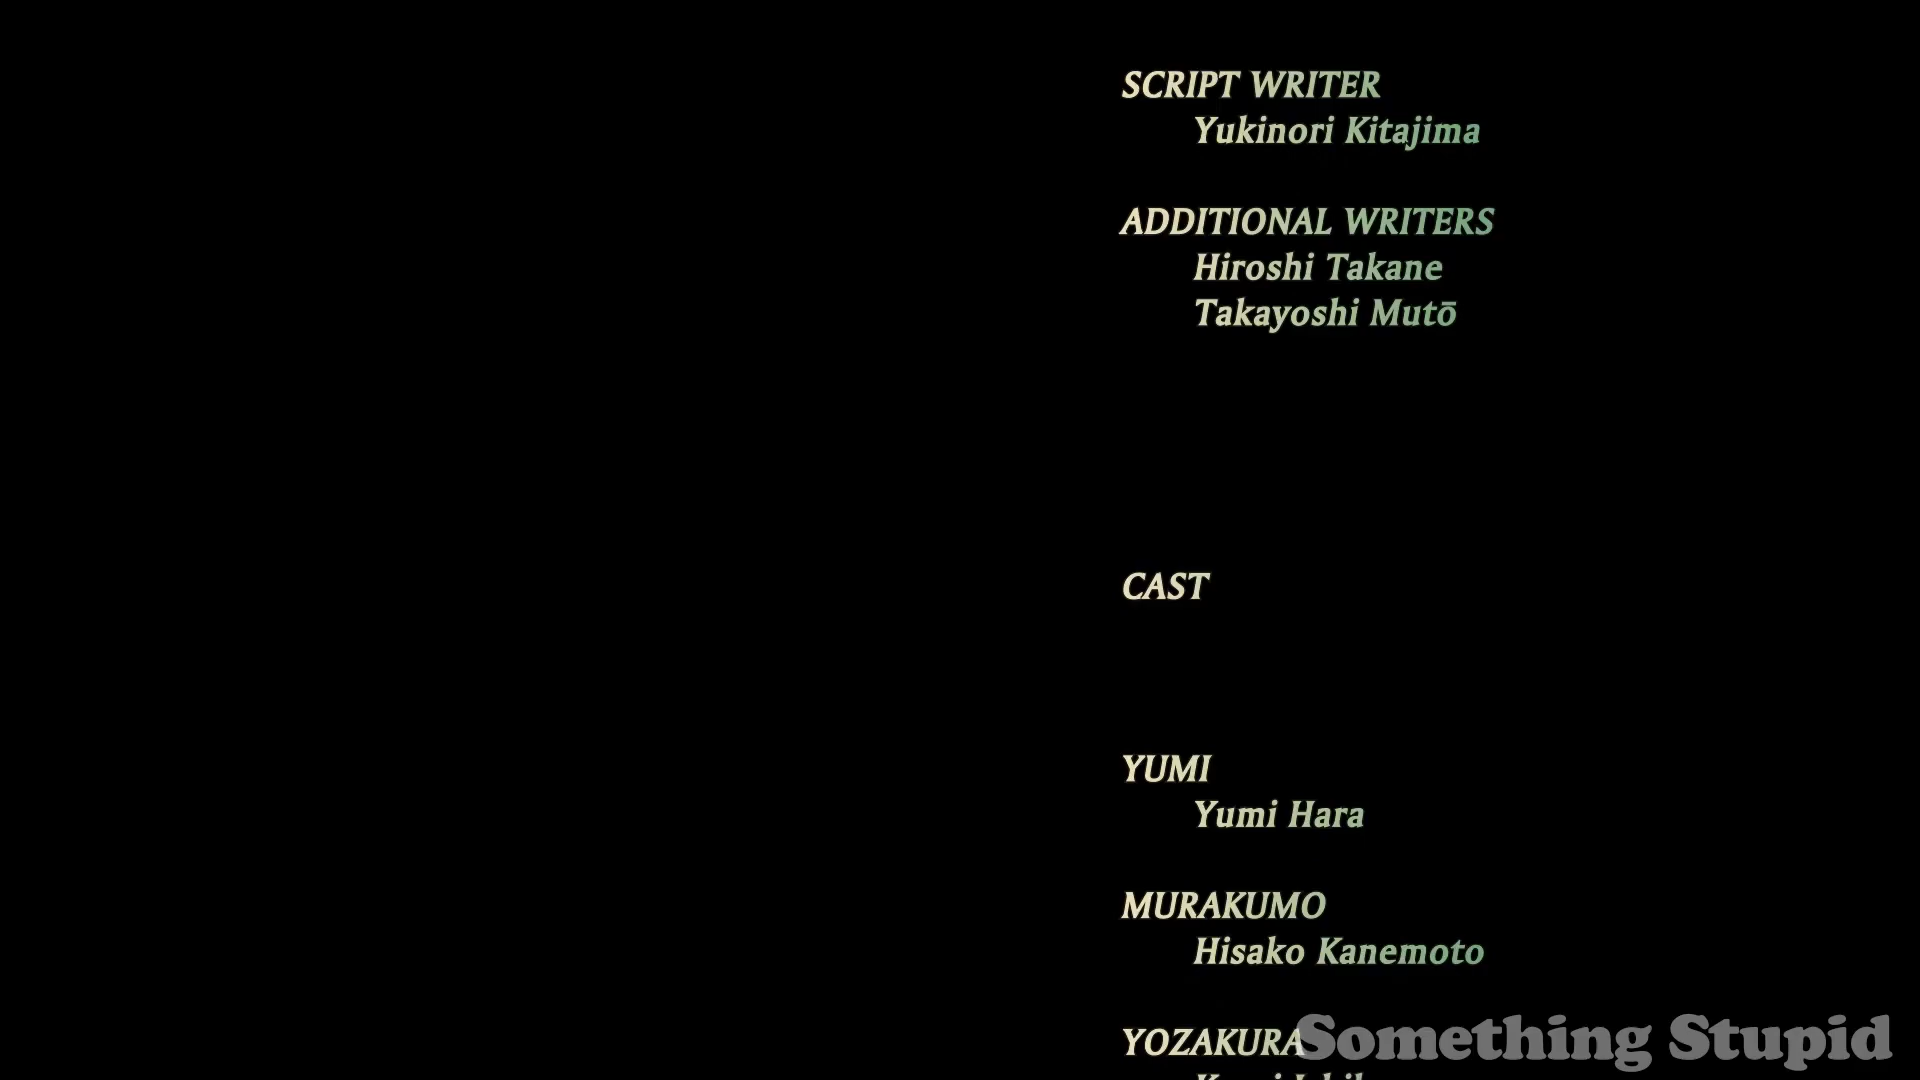 SCRIPT WRITER
Yukinori Kitajima
ADDITIONAL WRITERS
Hiroshi Takane
Takayoshi Mutō
CAST
YUMI
Yumi Hara
MURAKUMO
Hisako Kanemoto
YOZAKURA
Something Stupid